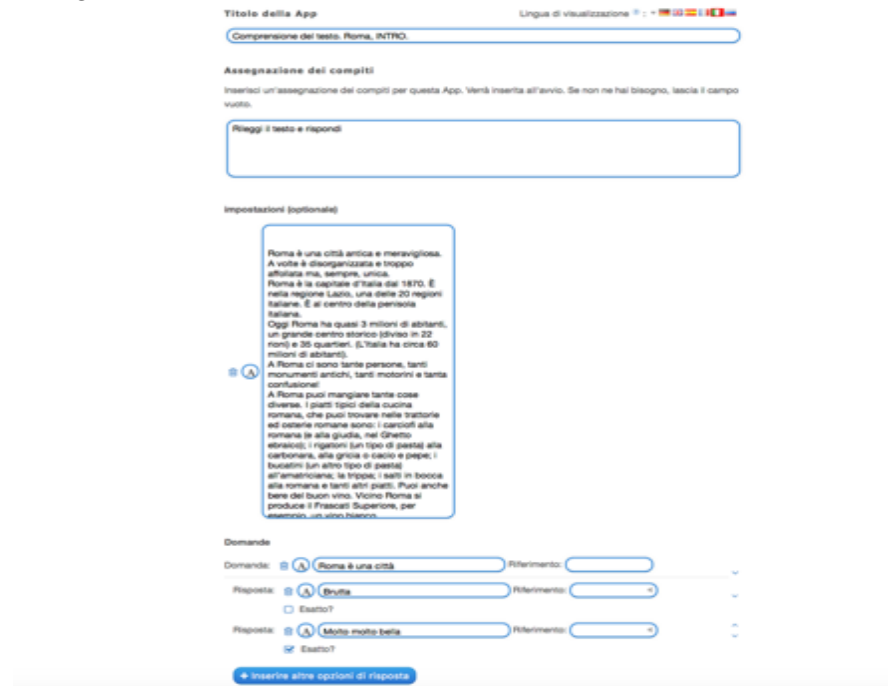 Titolo della App Lingua di visualizzazione
Comprensione del testo. Roma, INTRO.
Assegnazione dei compiti
Inserisci un'assegnazione dei compiti per questa App. Verrà inserita all'avvio. Se non ne hai bisogno, lascia il campo
vuoto.
Rileggi il testo e rispondi
Impostazioni (optionale)
Roma è una città antica e meravigliosa.
A volte è disorganizzata e troppo
affollata ma, sempre, unica.
Roma è la capitale d'Italia dal 1870. È
nella regione Lazio, una delle 20 regioni
italiane. È al centro della penisola
italiana.
Oggi Roma ha quasi 3 milioni di abitanti,
un grande centro storico (diviso in 22
rioni) e 35 quartieri. (L'Italia ha circa 60
milioni di abitanti).
A Roma ci sono tante persone, tanti
monumenti antichi, tanti motorini e tanta
confusione!
A Roma puoi mangiare tante cose
diverse. I piatti tipici della cucina
romana, che puoi trovare nelle trattorie
ed osterie romane sono: i carciofi alla
romana (e alla giudia, nel Ghetto
ebraico); i rigatoni (un tipo di pasta) alla
carbonara, alla gricia o cacio e pepe; i
bucatini (un altro tipo di pasta)
all'amatriciana; la trippa; i salti in bocca
alla romana e tanti altri piatti. Puoi anche
bere del buon vino. Vicino Roma si
produce il Frascati Superiore, per
esempio, un vino bianco
Domande
Domanda: A Roma è una città Riferimento:
Risposta: A Brutta Riferimento:
Esatto?
Risposta: A Molto molto bella Riferimento:
Esatto?
+ Inserire altre opzioni di risposta